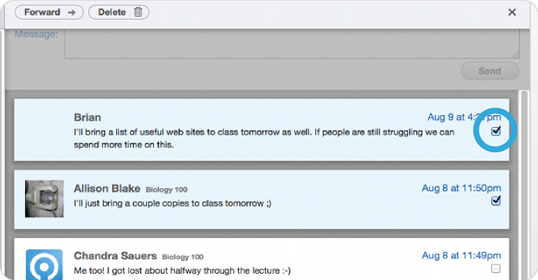 Forward Delete
Message:
Send
Brian Aug 9 at 4:pm
I'll bring a list of useful web sites to class tomorrow as well. If people are still struggling we can
spend more time on this.
Allison Blake Biology 100 Aug 8 at 11:50pm
I'll just bring a couple copies to class tomorrow ;)
Chandra Sauers Biology 100 Aug 8 at 11:49pm
Me too! I got lost about halfway through the lecture :-)